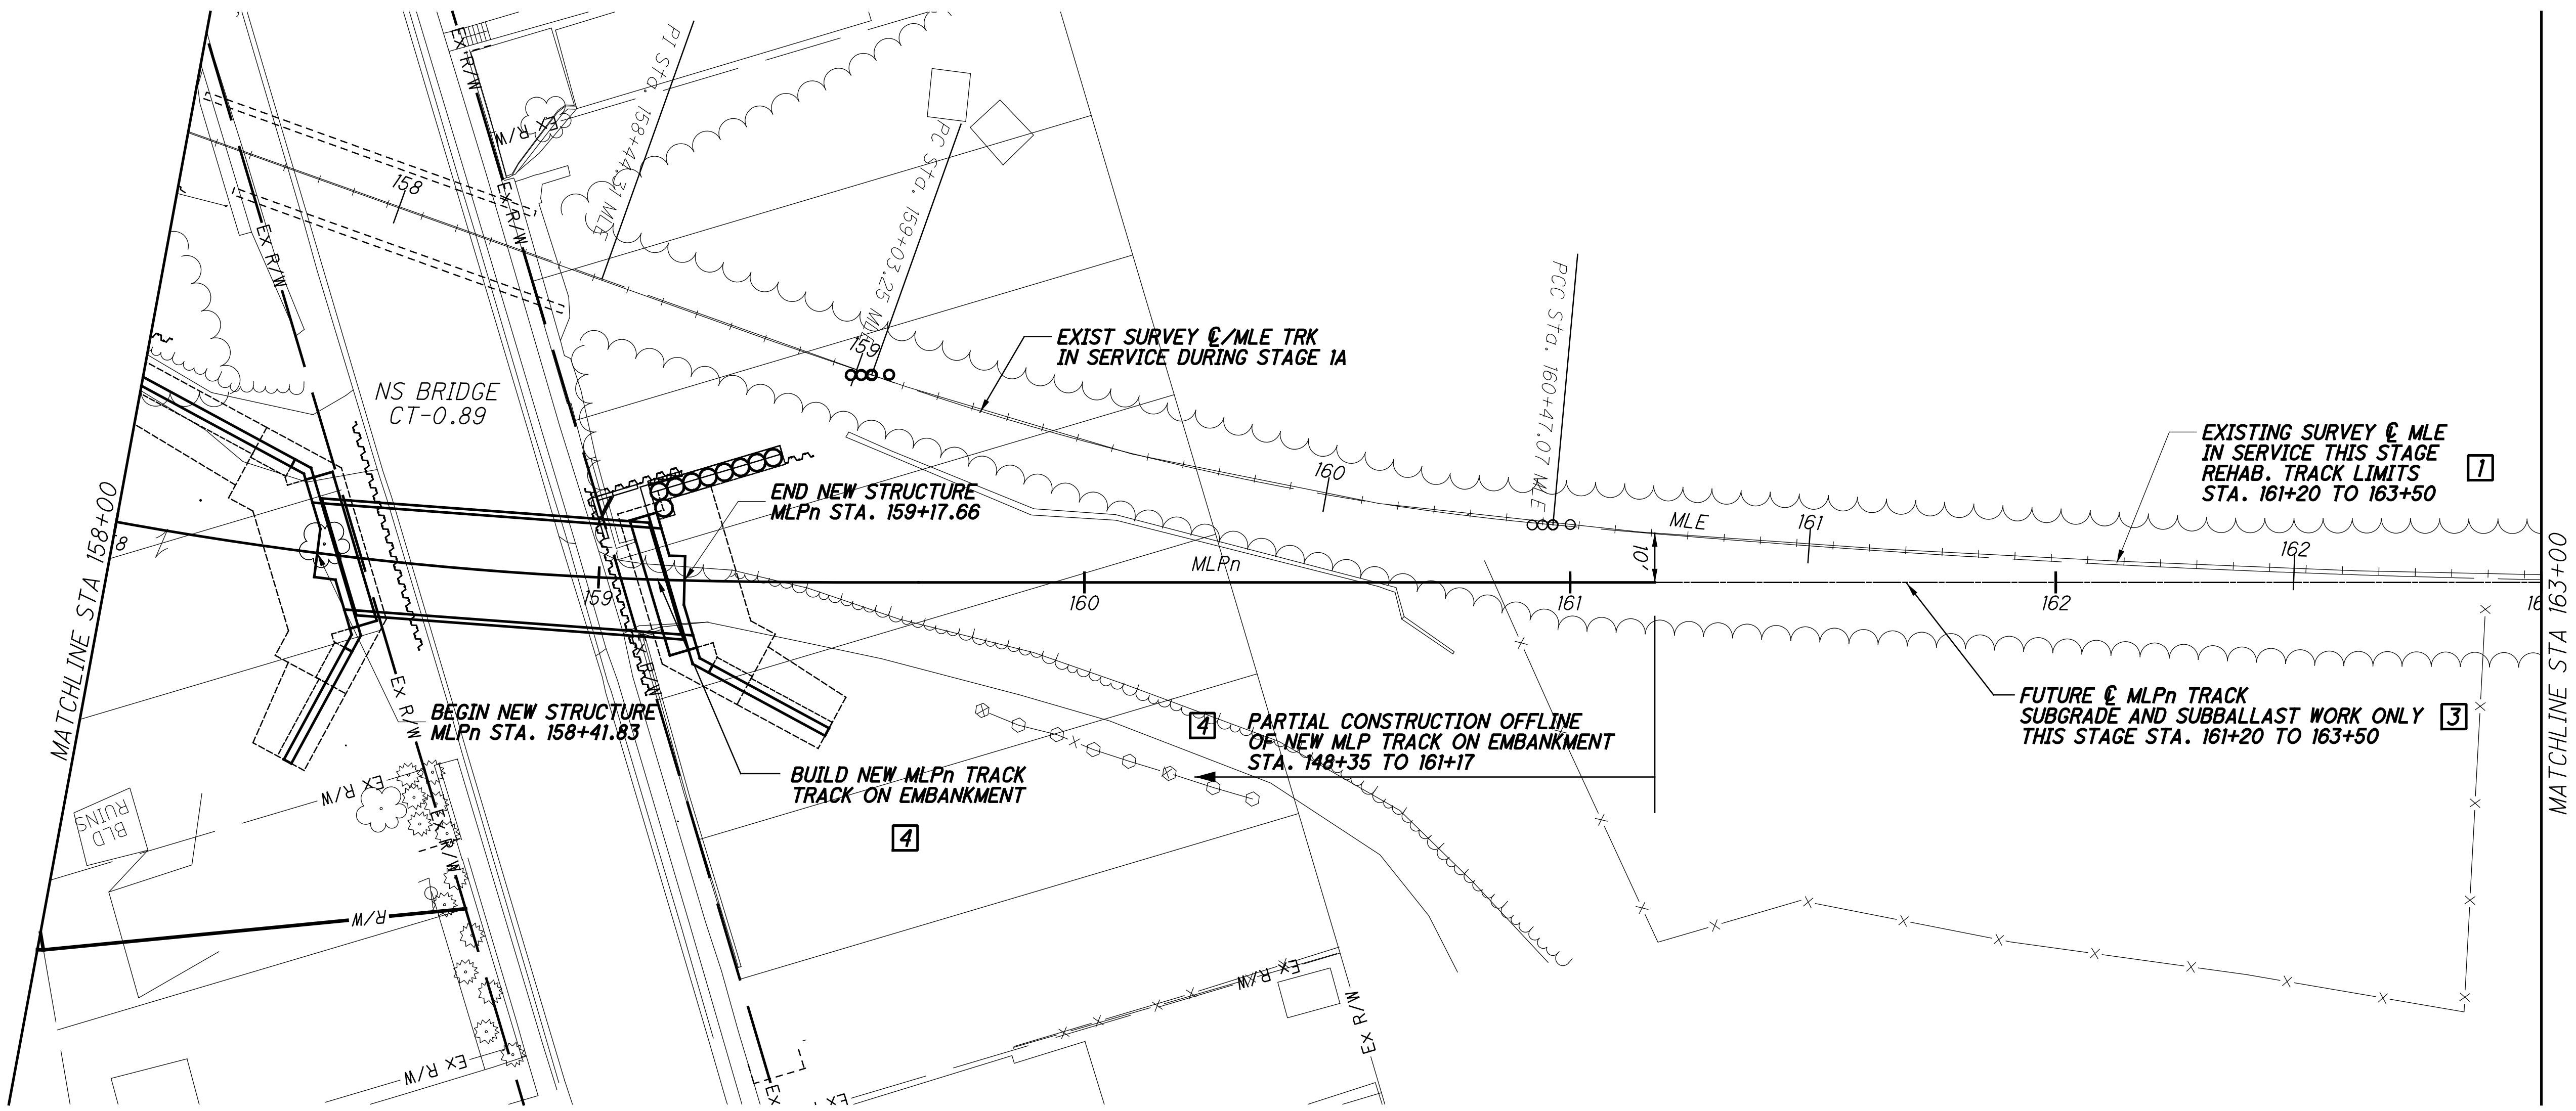 MATCHLINE STA 158+00
Ex R/W
Ex R/W
Ex R/W
Ex R/W
158
PI Sta. 158+44.31 MLE
PC Sta. 159+03.25 MLE
159
NS BRIDGE
CT-0.89
EXIST SURVEY ℄/MLE TRK
IN SERVICE DURING STAGE 1A
PCC Sta. 160+47.07 MLE
160
MLE
161
162
EXISTING SURVEY ℄ MLE
IN SERVICE THIS STAGE
REHAB. TRACK LIMITS
STA. 161+20 TO 163+50
1
END NEW STRUCTURE
MLPn STA. 159+17.66
MLPn
10'
8
159
160
161
162
16
MATCHLINE STA 163+00
Ex R/W
Ex R/W
BEGIN NEW STRUCTURE
MLPn STA. 158+41.83
BUILD NEW MLPn TRACK
TRACK ON EMBANKMENT
4
4
PARTIAL CONSTRUCTION OFFLINE
OF NEW MLP TRACK ON EMBANKMENT
STA. 148+35 TO 161+17
FUTURE ℄ MLPn TRACK
SUBGRADE AND SUBBALLAST WORK ONLY
THIS STAGE STA. 161+20 TO 163+50
3
BLD
RUINS
Ex R/W
Ex R/W
R/W
Ex R/W
Ex R/W
Ex R/W
Ex
Ex